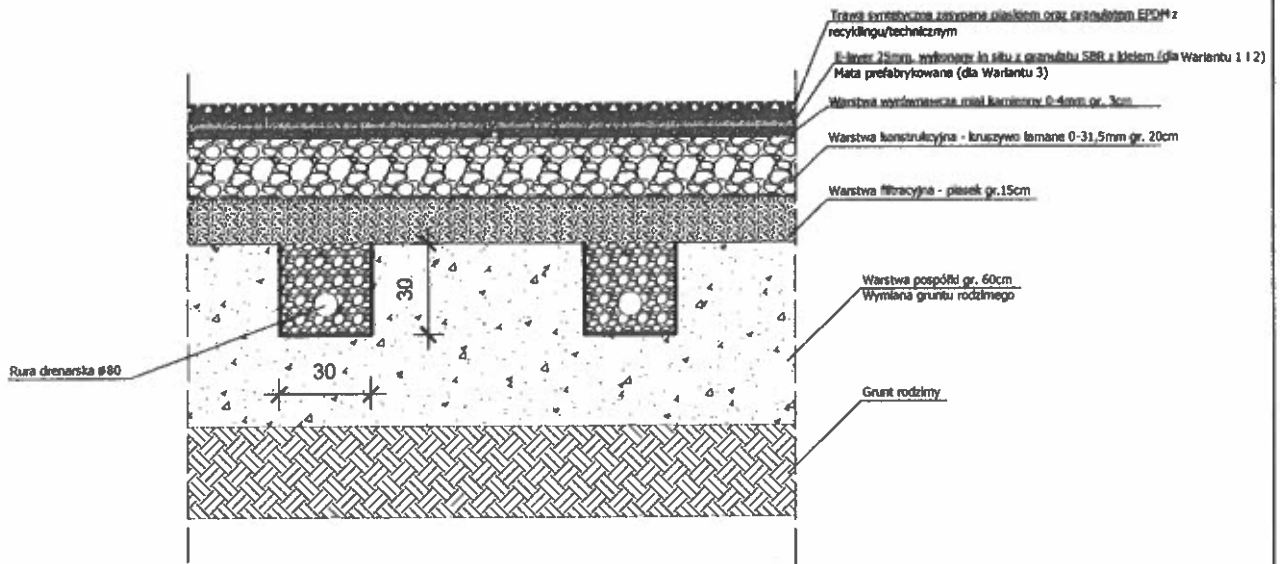 Trawa syntetyczna zasypana piaskiem oraz granulatem EPDM z
recyklingu/technicznym
E-layer 25mm, wykonany in situ z granulatu SBR z klejem (dla Wariantu 1 i 2)
Mata prefabrykowana (dla Wariantu 3)
Warstwa wyrównawcza miał kamienny 0-4mm gr. 3cm
Warstwa konstrukcyjna - kruszywo łamane 0-31,5mm gr. 20cm
Warstwa filtracyjna - piasek gr.15cm
30
Warstwa pospółki gr. 60cm
Wymiana gruntu rodzimego
Rura drenarska ø80
30
Grunt rodzimy